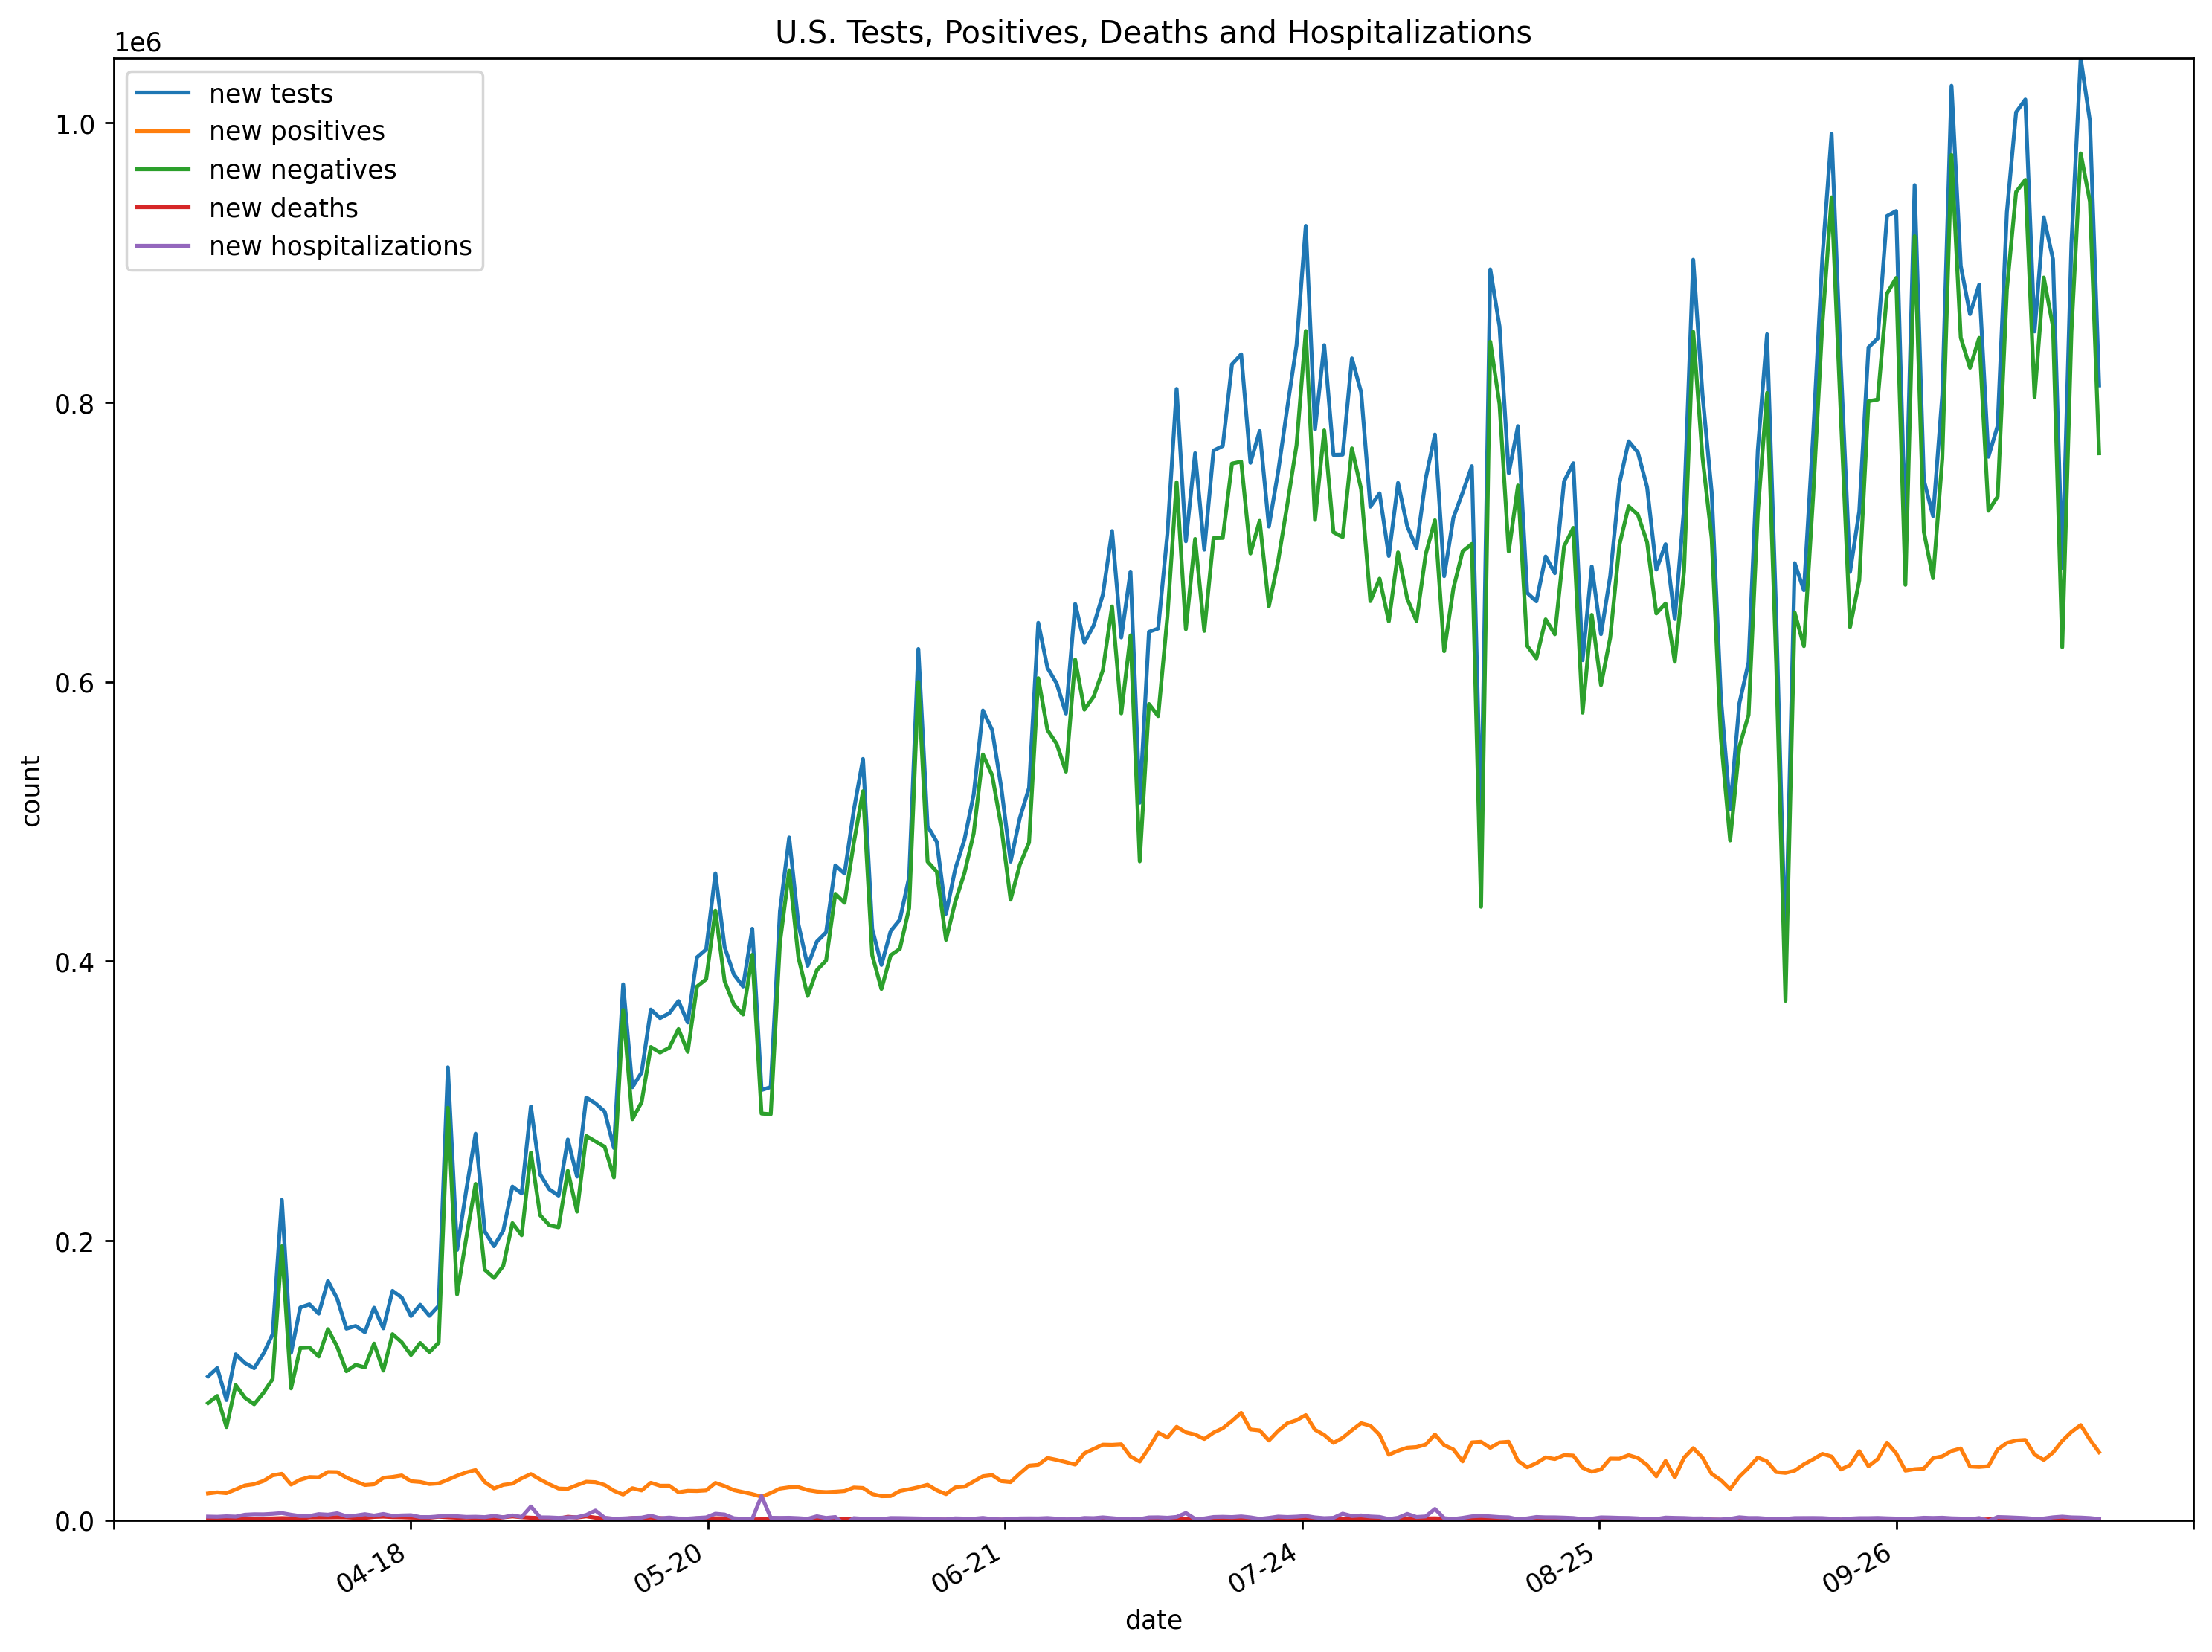 U.S. Tests, Positives, Deaths and Hospitalizations
1e6
new tests
new positives
new negatives
new deaths
new hospitalizations
1.0
0.8
0.6
0.4
0.2
0.0
count
04-18
05-20
06-21
07-24
08-25
09-26
date